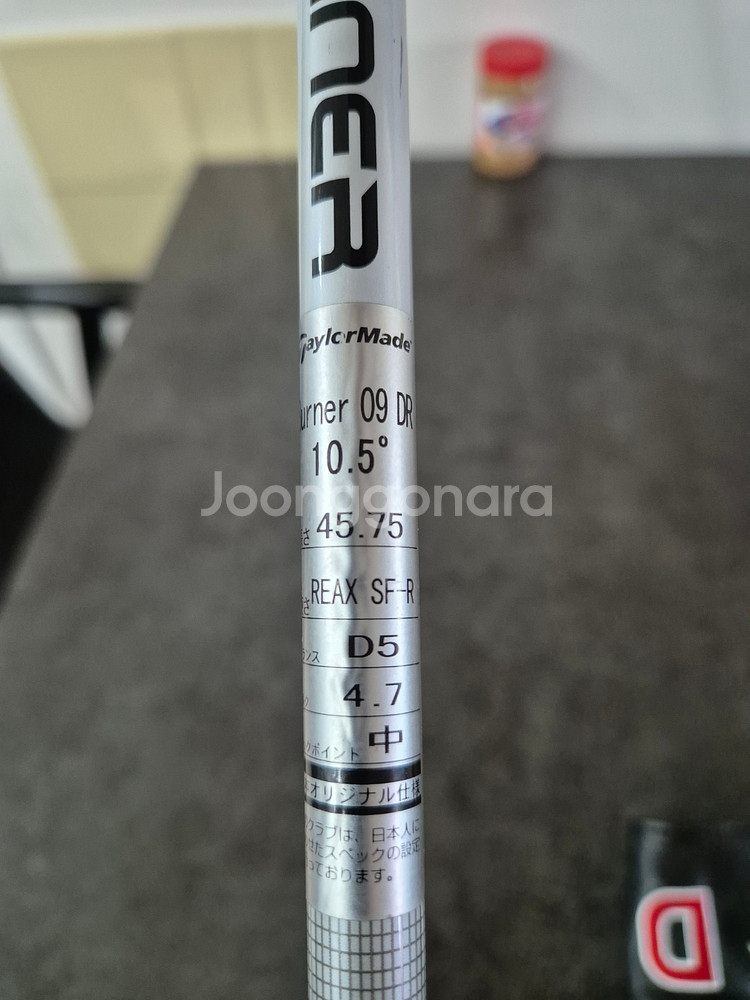 NER
TaylorMade
urner 09 DR
10.5°
Joonggonara
さ 45.75
さ REAX SF-R
ランス D5
ク 4.7
クポイント 中
オリジナル仕様
クラブは、日本人に
せたスペックの設定
っております。
D